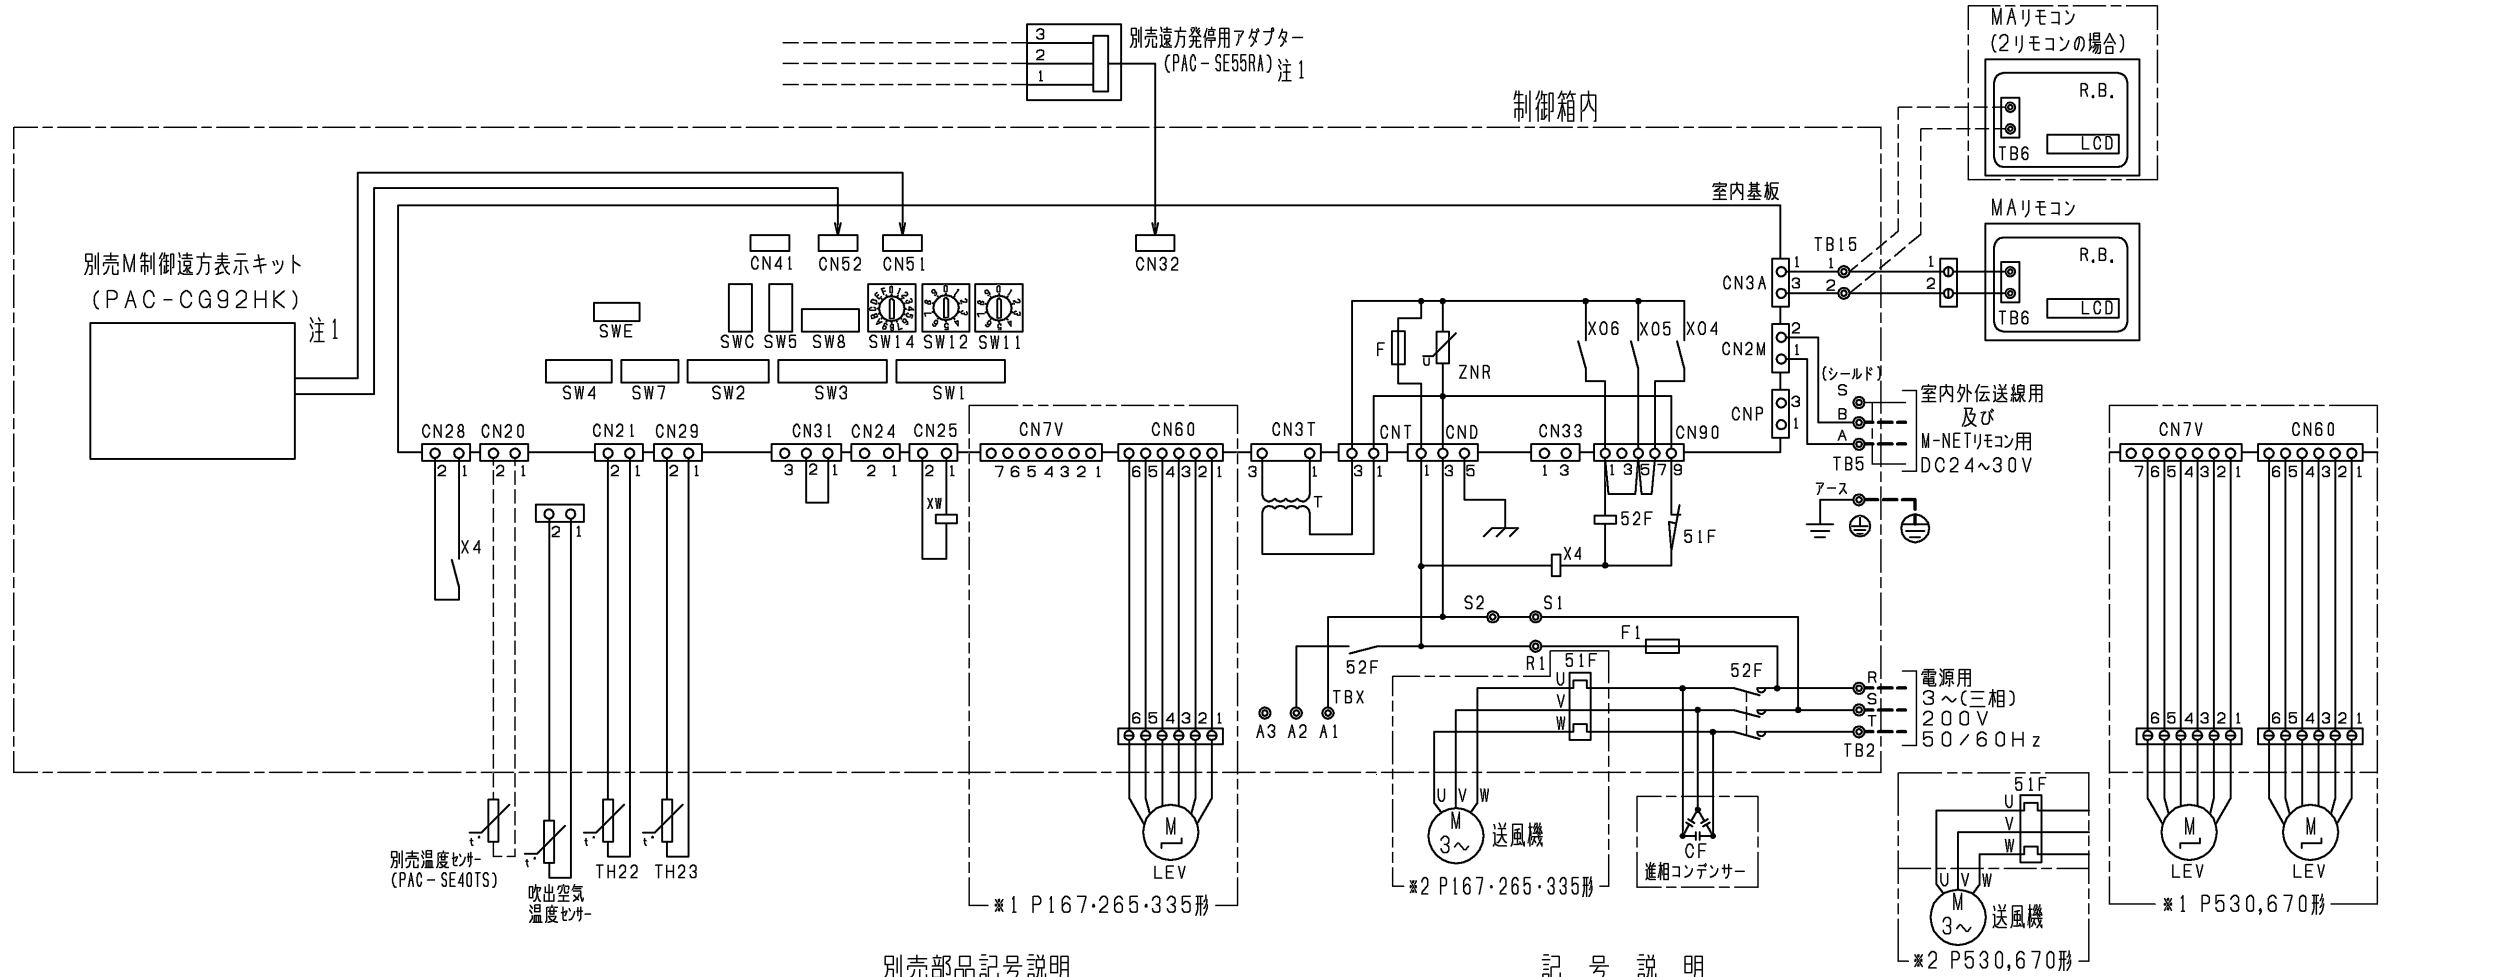 3
2
1
別売遠方発停用アダプター
(PAC-SE55RA) 注1
MAリモコン
(2リモコンの場合)
R.B.
LCD
TB6
制御箱内
室内基板
MAリモコン
R.B.
LCD
TB6
別売M制御遠方表示キット
(PAC-CG92HK)
注1
CN41 CN52 CN51 CN32
SWE SWC SW5 SW8 SW14 SW12 SW11
SW4 SW7 SW2 SW3 SW1
TB15
CN3A 1 1 1
3 2 2
CN2M 2
1
CNP 3
1
F ZNR X06 X05 X04
U
(シールド)
S
B
A
TB5
室内外伝送線用
及び
M-NETリモコン用
DC24~30V
アース
CN28 CN20 CN21 CN29 CN31 CN24 CN25 CN7V CN60 CN3T CNT CND CN33 CN90
2 1 2 1 2 1 2 1 3 2 1 2 1 2 1 7 6 5 4 3 2 1 6 5 4 3 2 1 3 1 3 1 1 3 5 1 3 1 3 5 7 9
2 1
X4
XW
T
52F
51F
X4
S2 S1
F1
R1
52F
TBX
A3 A2 A1
51F
U
V
W
52F
R
S
T
TB2
電源用
3~(三相)
200V
50/60Hz
6 5 4 3 2 1
M
LEV
※1 P167・265・335形
U V W
M
3~
送風機
※2 P167・265・335形
CF
進相コンデンサー
t°
別売温度センサー
(PAC-SE40TS)
t°
吹出空気
温度センサー
t°
TH22
t°
TH23
CN7V CN60
7 6 5 4 3 2 1 6 5 4 3 2 1
6 5 4 3 2 1 6 5 4 3 2 1
M M
LEV LEV
※1 P530,670形
51F
U
V
W
U V W
M
3~
送風機
※2 P530,670形
別売部品記号説明
記号説明